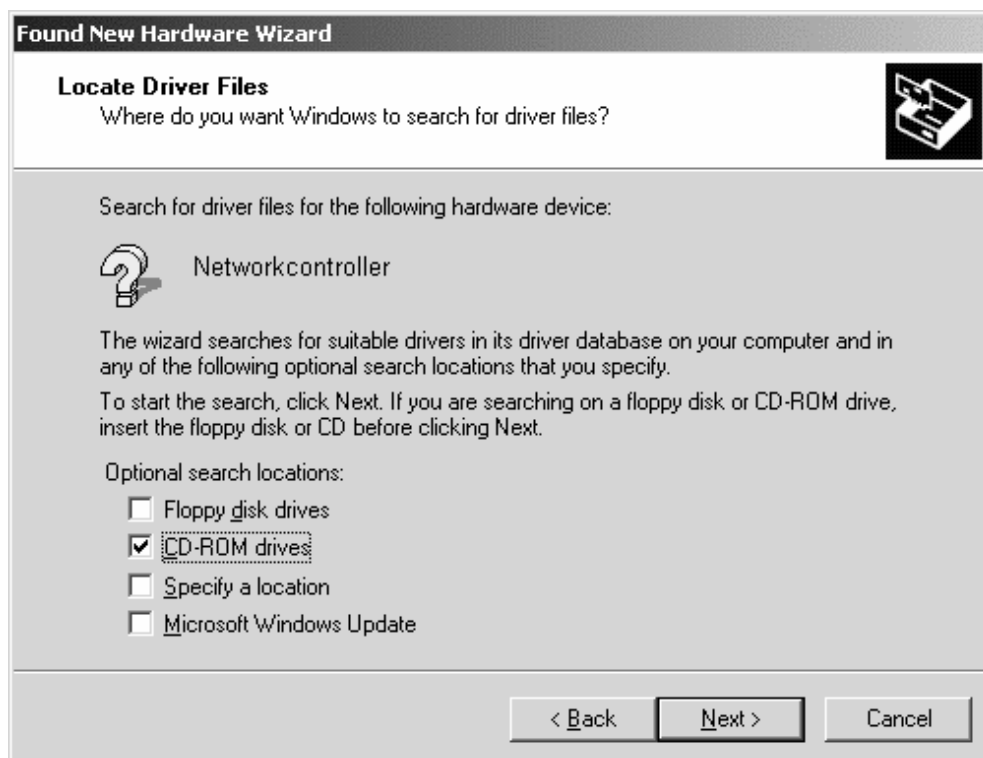 Found New Hardware Wizard
Locate Driver Files
Where do you want Windows to search for driver files?
Search for driver files for the following hardware device:
Networkcontroller
The wizard searches for suitable drivers in its driver database on your computer and in
any of the following optional search locations that you specify.
To start the search, click Next. If you are searching on a floppy disk or CD-ROM drive,
insert the floppy disk or CD before clicking Next.
Optional search locations:
Floppy disk drives
CD-ROM drives
Specify a location
Microsoft Windows Update
< Back Next > Cancel